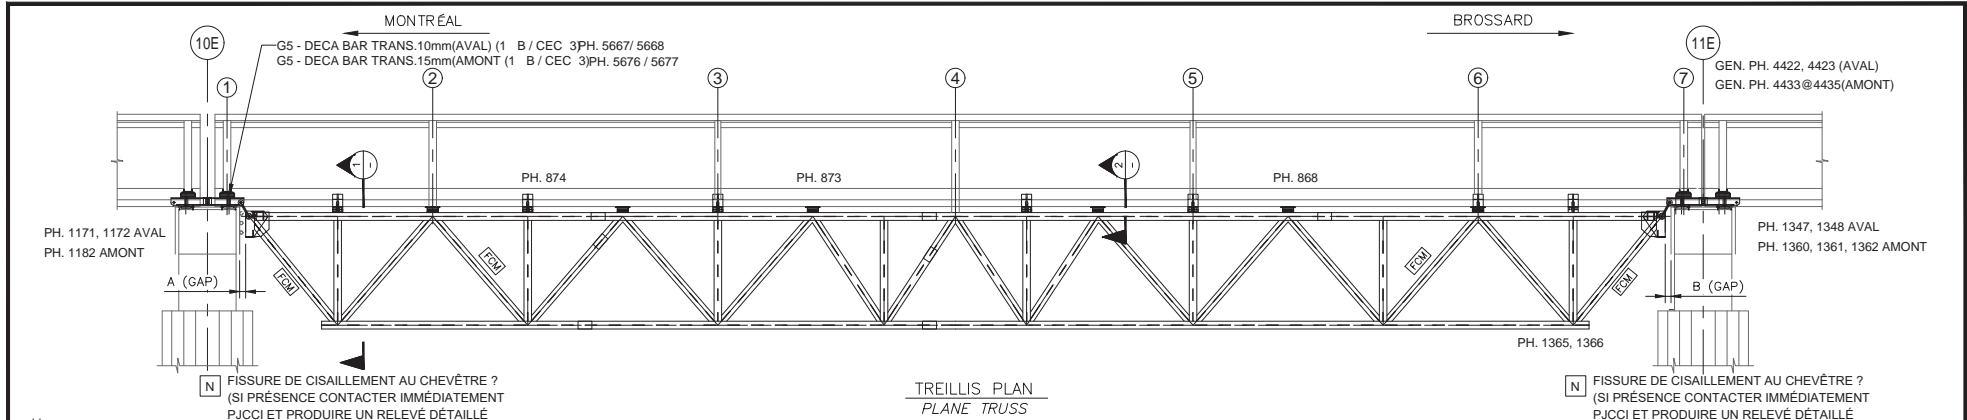 MONTRÉAL
BROSSARD
10E
11E
G5 - DECA BAR TRANS.10mm(AVAL) (1 B / CEC 3)PH. 5667/ 5668
G5 - DECA BAR TRANS.15mm(AMONT (1 B / CEC 3)PH. 5676 / 5677
GEN. PH. 4422, 4423 (AVAL)
GEN. PH. 4433@4435(AMONT)
1
2
3
4
5
6
7
1
-
2
-
PH. 874
PH. 873
PH. 868
PH. 1171, 1172 AVAL
PH. 1182 AMONT
PH. 1347, 1348 AVAL
PH. 1360, 1361, 1362 AMONT
FCM
FCM
FCM
FCM
A (GAP)
B (GAP)
PH. 1365, 1366
N
FISSURE DE CISAILLEMENT AU CHEVÊTRE ?
(SI PRÉSENCE CONTACTER IMMÉDIATEMENT
PJCCI ET PRODUIRE UN RELEVÉ DÉTAILLÉ
TREILLIS PLAN
PLANE TRUSS
N
FISSURE DE CISAILLEMENT AU CHEVÊTRE ?
(SI PRÉSENCE CONTACTER IMMÉDIATEMENT
PJCCI ET PRODUIRE UN RELEVÉ DÉTAILLÉ